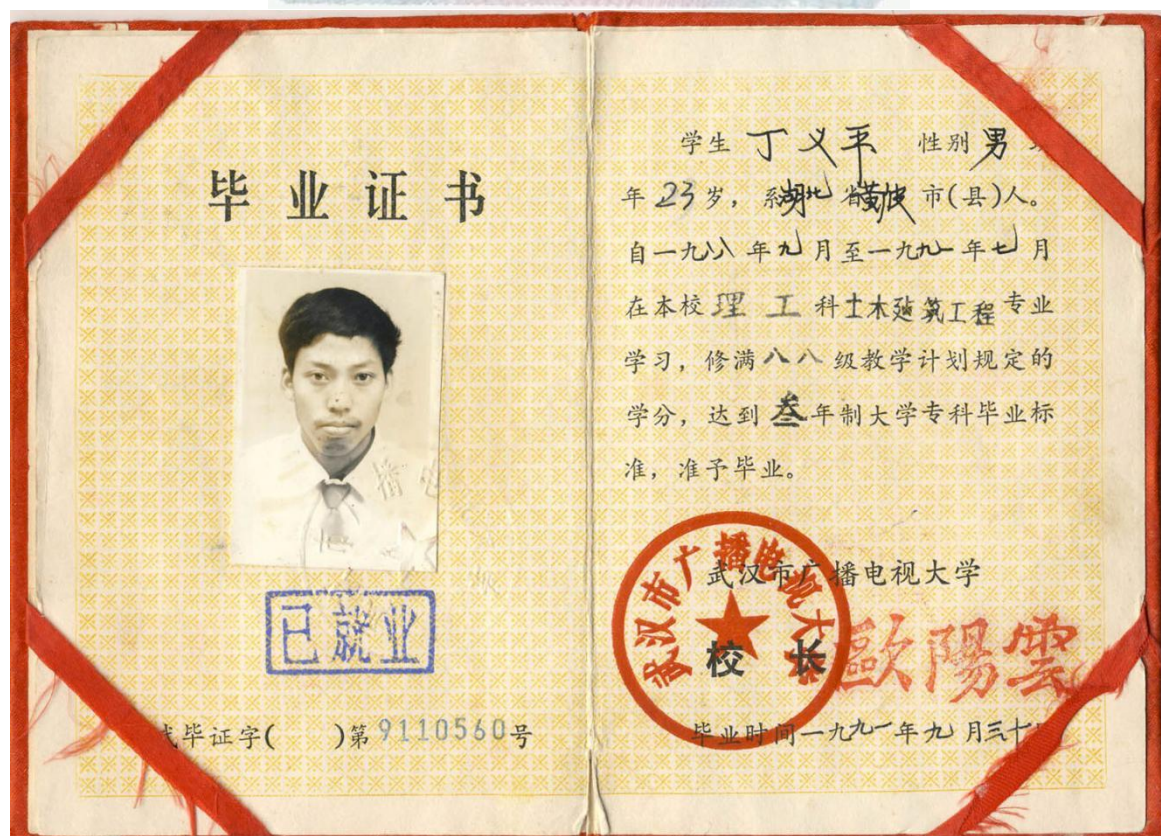 毕业证书
已就业
毕证字( )第9110560号
学生 丁义平 性别 男
年 23 岁，系湖北省黄陂市(县)人。
自一九八八年九月至一九九一年七月
在本校 理工 科土木建筑工程专业
学习，修满八八级教学计划规定的
学分，达到叁年制大学专科毕业标
准，准予毕业。
武汉市广播电视大学
武汉市广播电视大
校长 歐陽雲
毕业时间一九九一年九月三十